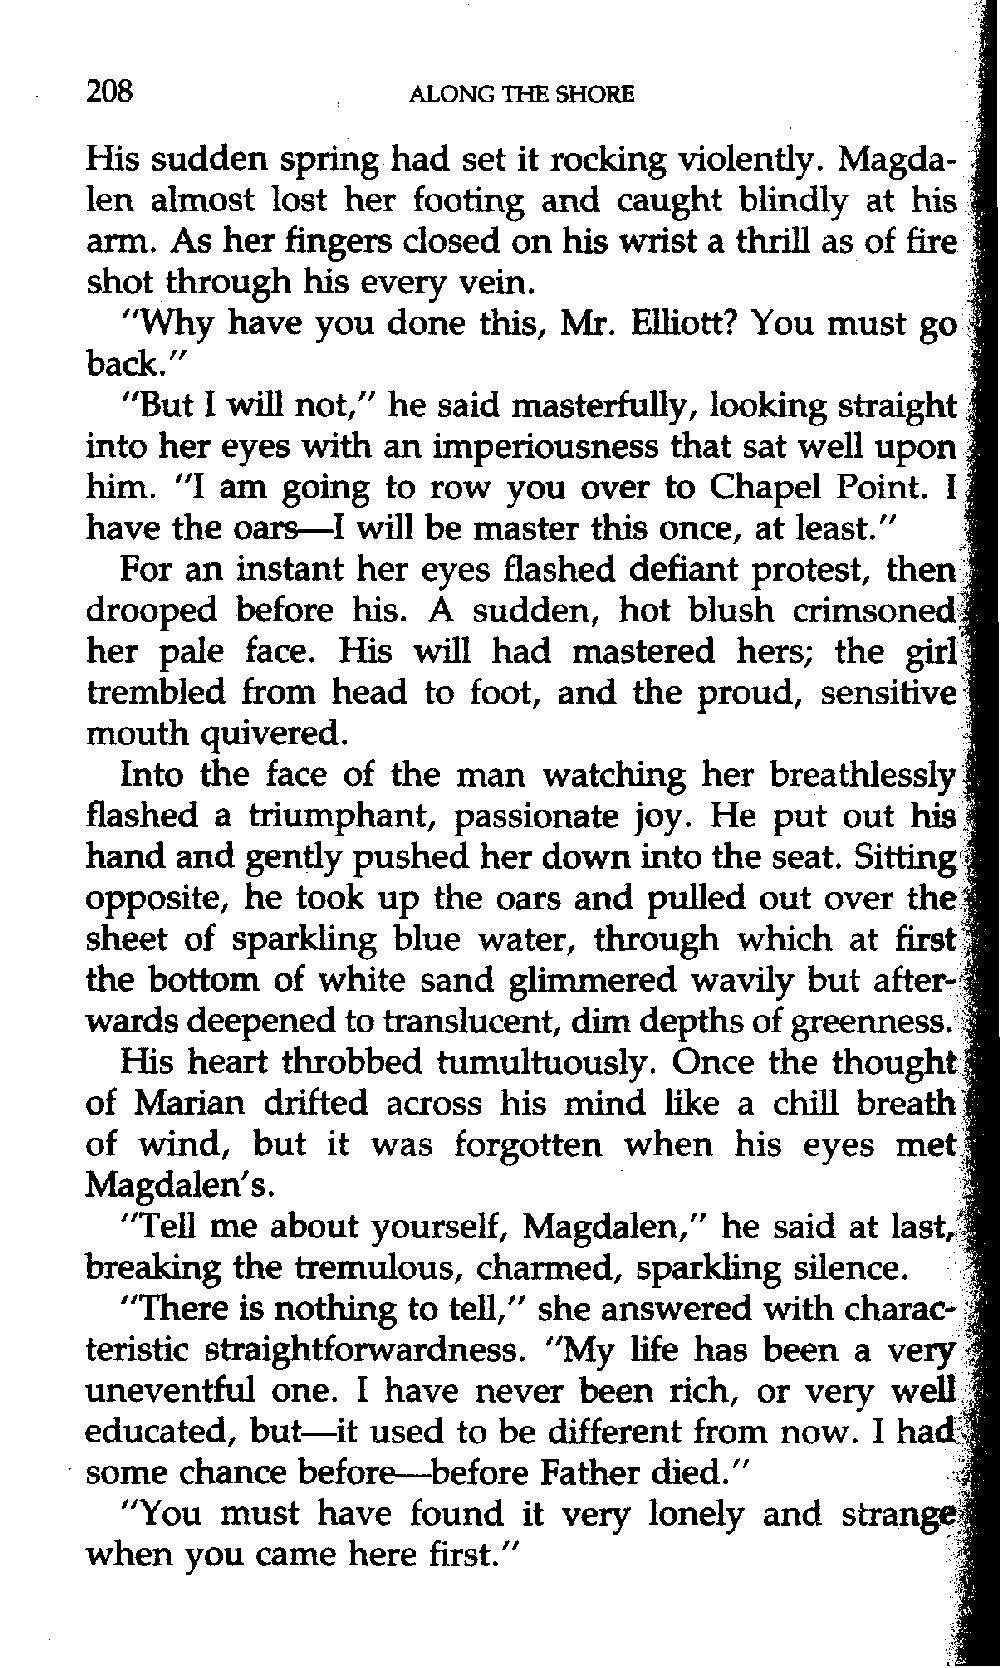 208 ALONG THE SHORE
His sudden spring had set it rocking violently. Magda-
len almost lost her footing and caught blindly at his
arm. As her fingers closed on his wrist a thrill as of fire
shot through his every vein.
"Why have you done this, Mr. Elliott? You must go
back."
"But I will not," he said masterfully, looking straight
into her eyes with an imperiousness that sat well upon
him. "I am going to row you over to Chapel Point. I
have the oars—I will be master this once, at least."
For an instant her eyes flashed defiant protest, then
drooped before his. A sudden, hot blush crimsoned
her pale face. His will had mastered hers; the girl
trembled from head to foot, and the proud, sensitive
mouth quivered.
Into the face of the man watching her breathlessly
flashed a triumphant, passionate joy. He put out his
hand and gently pushed her down into the seat. Sitting
opposite, he took up the oars and pulled out over the
sheet of sparkling blue water, through which at first
the bottom of white sand glimmered wavily but after-
wards deepened to translucent, dim depths of greenness.
His heart throbbed tumultuously. Once the thought
of Marian drifted across his mind like a chill breath
of wind, but it was forgotten when his eyes met
Magdalen's.
"Tell me about yourself, Magdalen," he said at last,
breaking the tremulous, charmed, sparkling silence.
"There is nothing to tell," she answered with charac-
teristic straightforwardness. "My life has been a very
uneventful one. I have never been rich, or very well
educated, but—it used to be different from now. I had
some chance before—before Father died."
"You must have found it very lonely and strange
when you came here first."